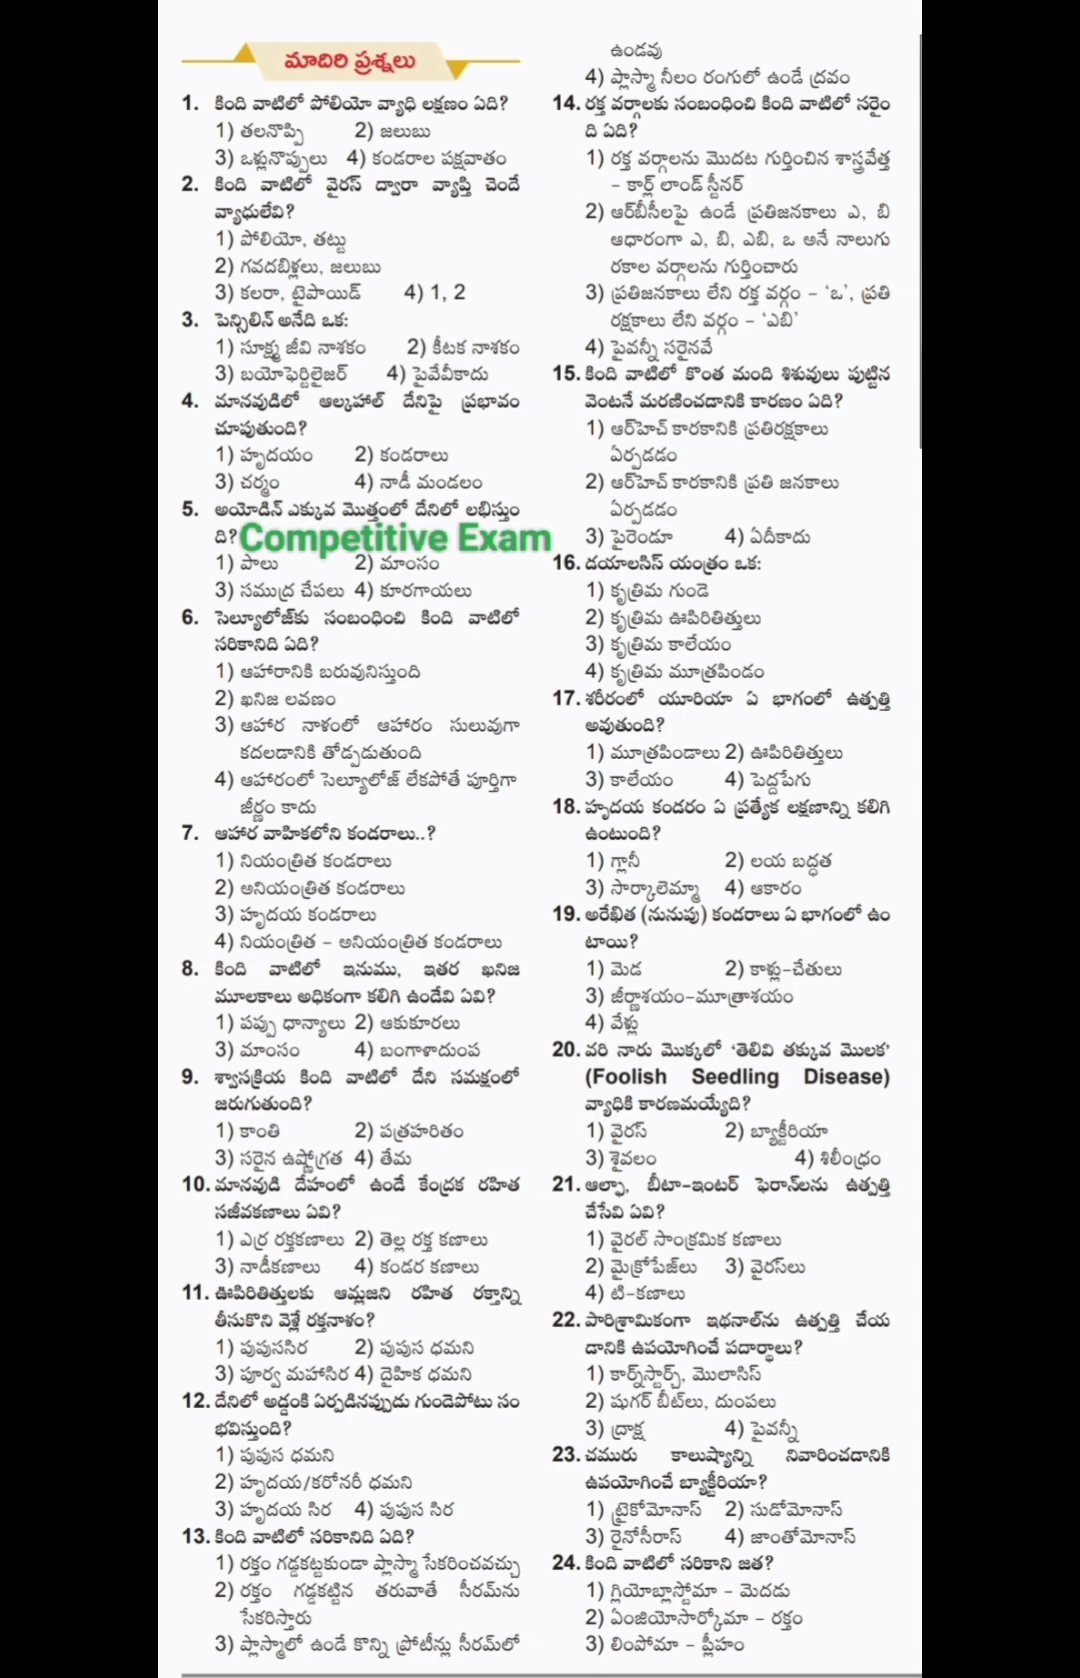 మాదిరి ప్రశ్నలు
1. కింది వాటిలో పోలియో వ్యాధి లక్షణం ఏది?
1) తలనొప్పి 2) జలుబు
3) ఒళ్లునొప్పులు 4) కండరాల పక్షవాతం
2. కింది వాటిలో వైరస్ ద్వారా వ్యాప్తి చెందే
వ్యాధులేవి?
1) పోలియో, తట్టు
2) గవదబిళ్లలు, జలుబు
3) కలరా, టైపాయిడ్ 4) 1, 2
3. పెన్సిలిన్ అనేది ఒక:
1) సూక్ష్మ జీవి నాశకం 2) కీటక నాశకం
3) బయోఫెర్టిలైజర్ 4) పైవేవీకాదు
4. మానవుడిలో ఆల్కహాల్ దేనిపై ప్రభావం
చూపుతుంది?
1) హృదయం 2) కండరాలు
3) చర్మం 4) నాడీ మండలం
5. అయోడిన్ ఎక్కువ మొత్తంలో దేనిలో లభిస్తుం
ది? Competitive Exam
1) పాలు 2) మాంసం
3) సముద్ర చేపలు 4) కూరగాయలు
6. సెల్యూలోజ్‌కు సంబంధించి కింది వాటిలో
సరికానిది ఏది?
1) ఆహారానికి బరువునిస్తుంది
2) ఖనిజ లవణం
3) ఆహార నాళంలో ఆహారం సులువుగా
కదలడానికి తోడ్పడుతుంది
4) ఆహారంలో సెల్యూలోజ్ లేకపోతే పూర్తిగా
జీర్ణం కాదు
7. ఆహార వాహికలోని కండరాలు..?
1) నియంత్రిత కండరాలు
2) అనియంత్రిత కండరాలు
3) హృదయ కండరాలు
4) నియంత్రిత - అనియంత్రిత కండరాలు
8. కింది వాటిలో ఇనుము, ఇతర ఖనిజ
మూలకాలు అధికంగా కలిగి ఉండేవి ఏవి?
1) పప్పు ధాన్యాలు 2) ఆకుకూరలు
3) మాంసం 4) బంగాళాదుంప
9. శ్వాసక్రియ కింది వాటిలో దేని సమక్షంలో
జరుగుతుంది?
1) కాంతి 2) పత్రహరితం
3) సరైన ఉష్ణోగ్రత 4) తేమ
10. మానవుడి దేహంలో ఉండే కేంద్రక రహిత
సజీవకణాలు ఏవి?
1) ఎర్ర రక్తకణాలు 2) తెల్ల రక్త కణాలు
3) నాడీకణాలు 4) కండర కణాలు
11. ఊపిరితిత్తులకు ఆమ్లజని రహిత రక్తాన్ని
తీసుకొని వెళ్లే రక్తనాళం?
1) పుపుససిర 2) పుపుస ధమని
3) పూర్వ మహాసిర 4) దైహిక ధమని
12. దేనిలో అడ్డంకి ఏర్పడినప్పుడు గుండెపోటు సం
భవిస్తుంది?
1) పుపుస ధమని
2) హృదయ/కరోనరీ ధమని
3) హృదయ సిర 4) పుపుస సిర
13. కింది వాటిలో సరికానిది ఏది?
1) రక్తం గడ్డకట్టకుండా ప్లాస్మా సేకరించవచ్చు
2) రక్తం గడ్డకట్టిన తరువాతే సీరమ్‌ను
సేకరిస్తారు
3) ప్లాస్మాలో ఉండే కొన్ని ప్రోటీన్లు సీరమ్‌లో
ఉండవు
4) ప్లాస్మా నీలం రంగులో ఉండే ద్రవం
14. రక్త వర్గాలకు సంబంధించి కింది వాటిలో సరైం
ది ఏది?
1) రక్త వర్గాలను మొదట గుర్తించిన శాస్త్రవేత్త
- కార్ల్ లాండ్ స్టీనర్
2) ఆర్‌బీసీలపై ఉండే ప్రతిజనకాలు ఎ, బి
ఆధారంగా ఎ, బి, ఎబి, ఒ అనే నాలుగు
రకాల వర్గాలను గుర్తించారు
3) ప్రతిజనకాలు లేని రక్త వర్గం - ‘ఒ’, ప్రతి
రక్షకాలు లేని వర్గం - ‘ఎబి’
4) పైవన్నీ సరైనవే
15. కింది వాటిలో కొంత మంది శిశువులు పుట్టిన
వెంటనే మరణించడానికి కారణం ఏది?
1) ఆర్‌హెచ్ కారకానికి ప్రతిరక్షకాలు
ఏర్పడడం
2) ఆర్‌హెచ్ కారకానికి ప్రతి జనకాలు
ఏర్పడడం
3) పైరెండూ 4) ఏదీకాదు
16. డయాలసిస్ యంత్రం ఒక:
1) కృత్రిమ గుండె
2) కృత్రిమ ఊపిరితిత్తులు
3) కృత్రిమ కాలేయం
4) కృత్రిమ మూత్రపిండం
17. శరీరంలో యూరియా ఏ భాగంలో ఉత్పత్తి
అవుతుంది?
1) మూత్రపిండాలు 2) ఊపిరితిత్తులు
3) కాలేయం 4) పెద్దపేగు
18. హృదయ కండరం ఏ ప్రత్యేక లక్షణాన్ని కలిగి
ఉంటుంది?
1) గ్లానీ 2) లయ బద్ధత
3) సార్కాలెమ్మా 4) ఆకారం
19. అరేఖిత (నునుపు) కండరాలు ఏ భాగంలో ఉం
టాయి?
1) మెడ 2) కాళ్లు-చేతులు
3) జీర్ణాశయం-మూత్రాశయం
4) వేళ్లు
20. వరి నారు మొక్కలో ‘తెలివి తక్కువ మొలక’
(Foolish Seedling Disease)
వ్యాధికి కారణమయ్యేది?
1) వైరస్ 2) బ్యాక్టీరియా
3) శైవలం 4) శిలీంధ్రం
21. ఆల్ఫా, బీటా-ఇంటర్ ఫెరాన్‌లను ఉత్పత్తి
చేసేవి ఏవి?
1) వైరల్ సాంక్రమిక కణాలు
2) మైక్రోపేజ్‌లు 3) వైరస్‌లు
4) టి-కణాలు
22. పారిశ్రామికంగా ఇథనాల్‌ను ఉత్పత్తి చేయ
డానికి ఉపయోగించే పదార్థాలు?
1) కార్న్‌స్టార్చ్, మొలాసిస్
2) షుగర్ బీట్‌లు, దుంపలు
3) ద్రాక్ష 4) పైవన్నీ
23. చమురు కాలుష్యాన్ని నివారించడానికి
ఉపయోగించే బ్యాక్టీరియా?
1) ట్రైకోమోనాస్ 2) సుడోమోనాస్
3) రైనోసీరాస్ 4) జాంతోమోనాస్
24. కింది వాటిలో సరికాని జత?
1) గ్లియోబ్లాస్టోమా - మెదడు
2) ఏంజియోసార్కోమా - రక్తం
3) లింపోమా - ప్లీహం